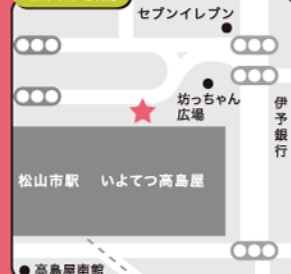 セブンイレブン
坊っちゃん
広場
伊予銀行
松山市駅　いよてつ高島屋
高島屋南館